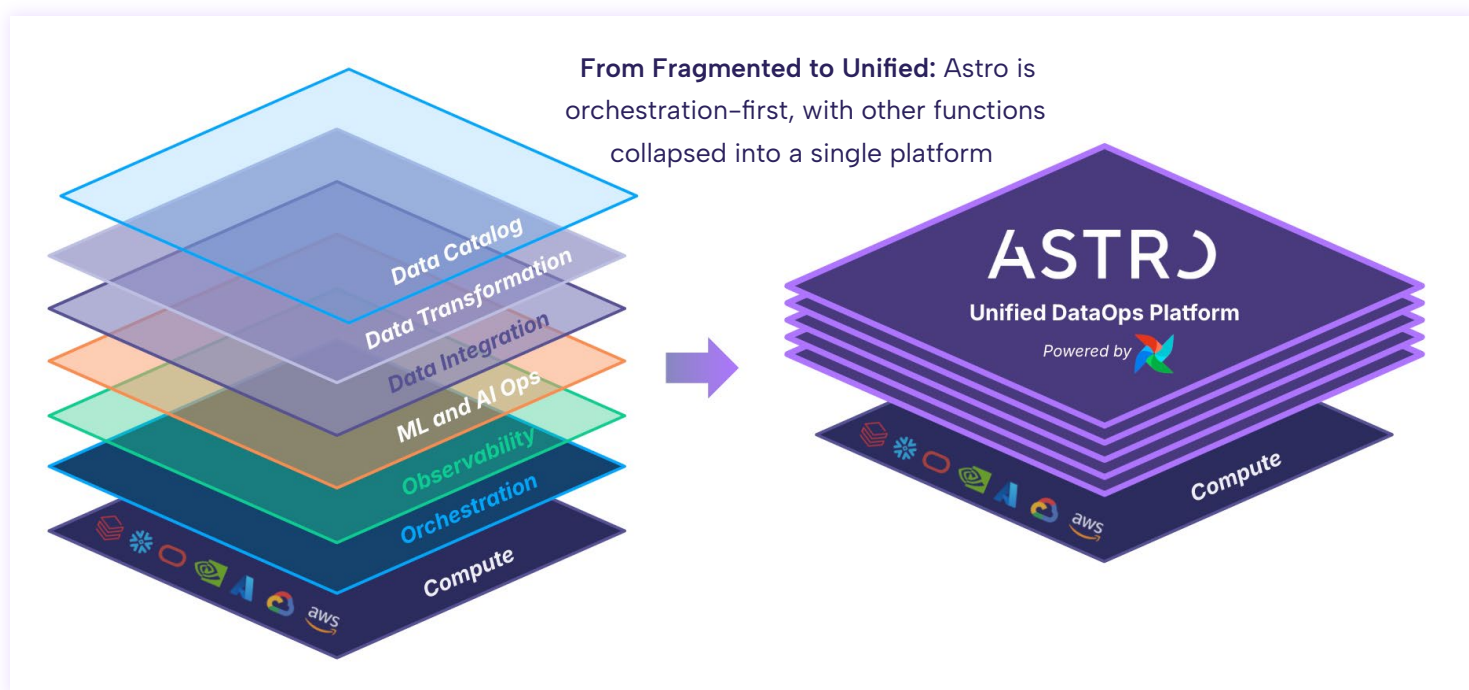 From Fragmented to Unified: Astro is
orchestration-first, with other functions
collapsed into a single platform
Data Catalog
Data Transformation
Data Integration
ML and AI Ops
Observability
Orchestration
Compute
aws
ASTRO
Unified DataOps Platform
Powered by
Compute
aws